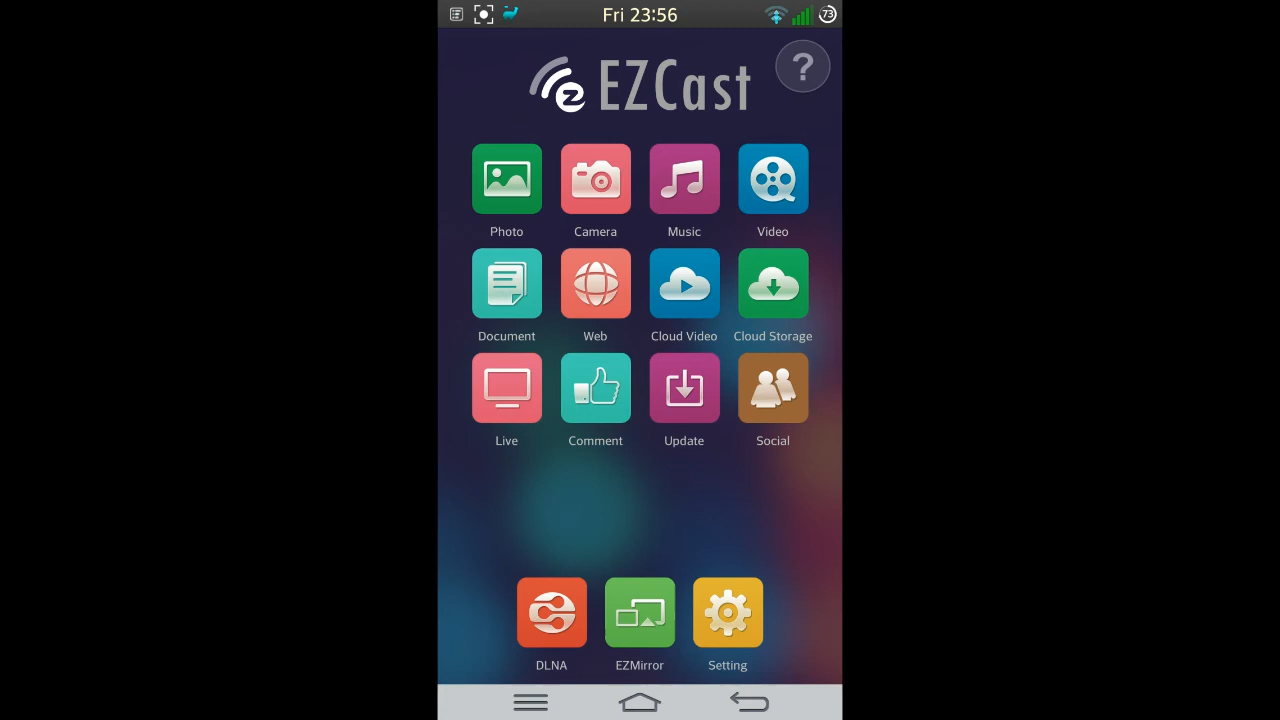 Fri 23:56
73
EZCast
?
Photo
Camera
Music
Video
Document
Web
Cloud Video
Cloud Storage
Live
Comment
Update
Social
DLNA
EZMirror
Setting